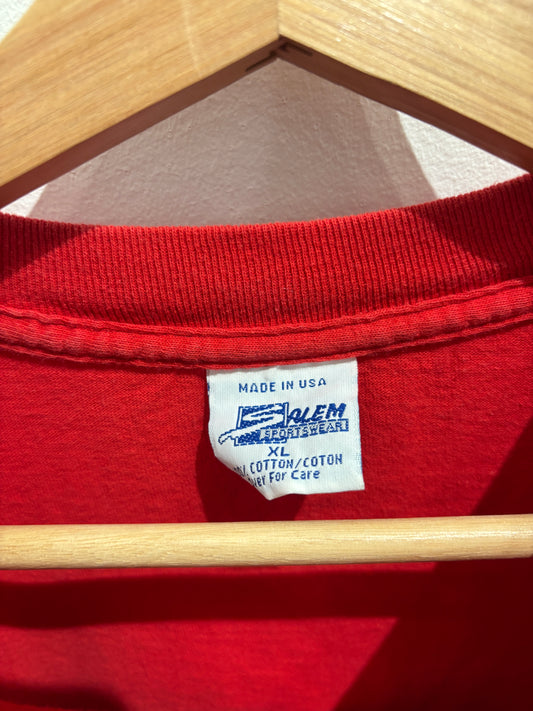 MADE IN USA
SALEM
SPORTSWEAR
XL
COTTON/COTON
For Care